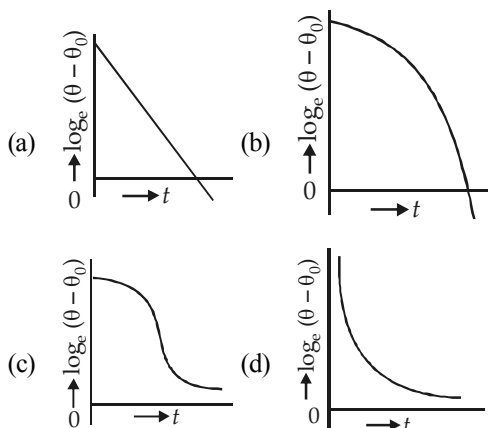 (a) 0 → logₑ (θ − θ₀) → t
(b) 0 → logₑ (θ − θ₀) → t
(c) 0 → logₑ (θ − θ₀) → t
(d) 0 → logₑ (θ − θ₀) → t